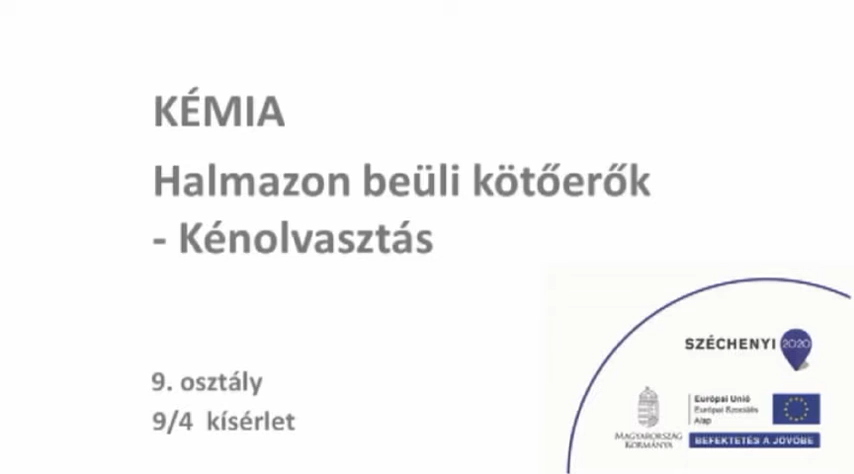 KÉMIA
Halmazon beüli kötőerők
- Kénolvasztás
9. osztály
9/4 kísérlet
SZÉCHENYI 2020
MAGYARORSZÁG
KORMÁNYA
Európai Unió
Európai Szociális
Alap
BEFEKTETÉS A JÖVŐBE